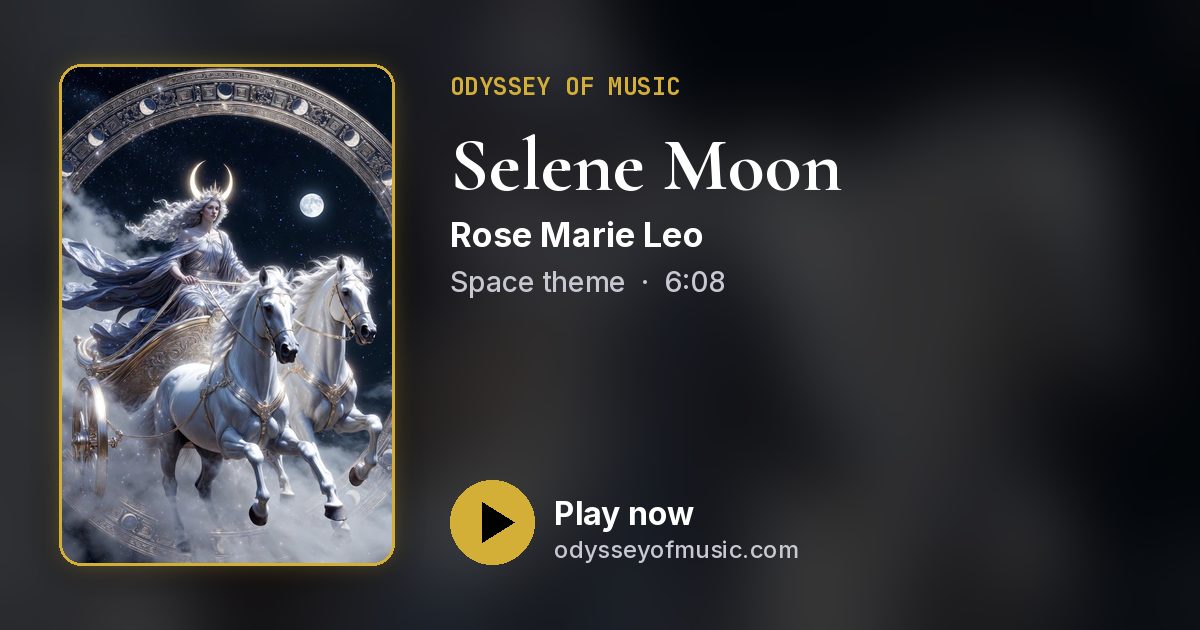 ODYSSEY OF MUSIC
Selene Moon
Rose Marie Leo
Space theme · 6:08
Play now
odysseyofmusic.com